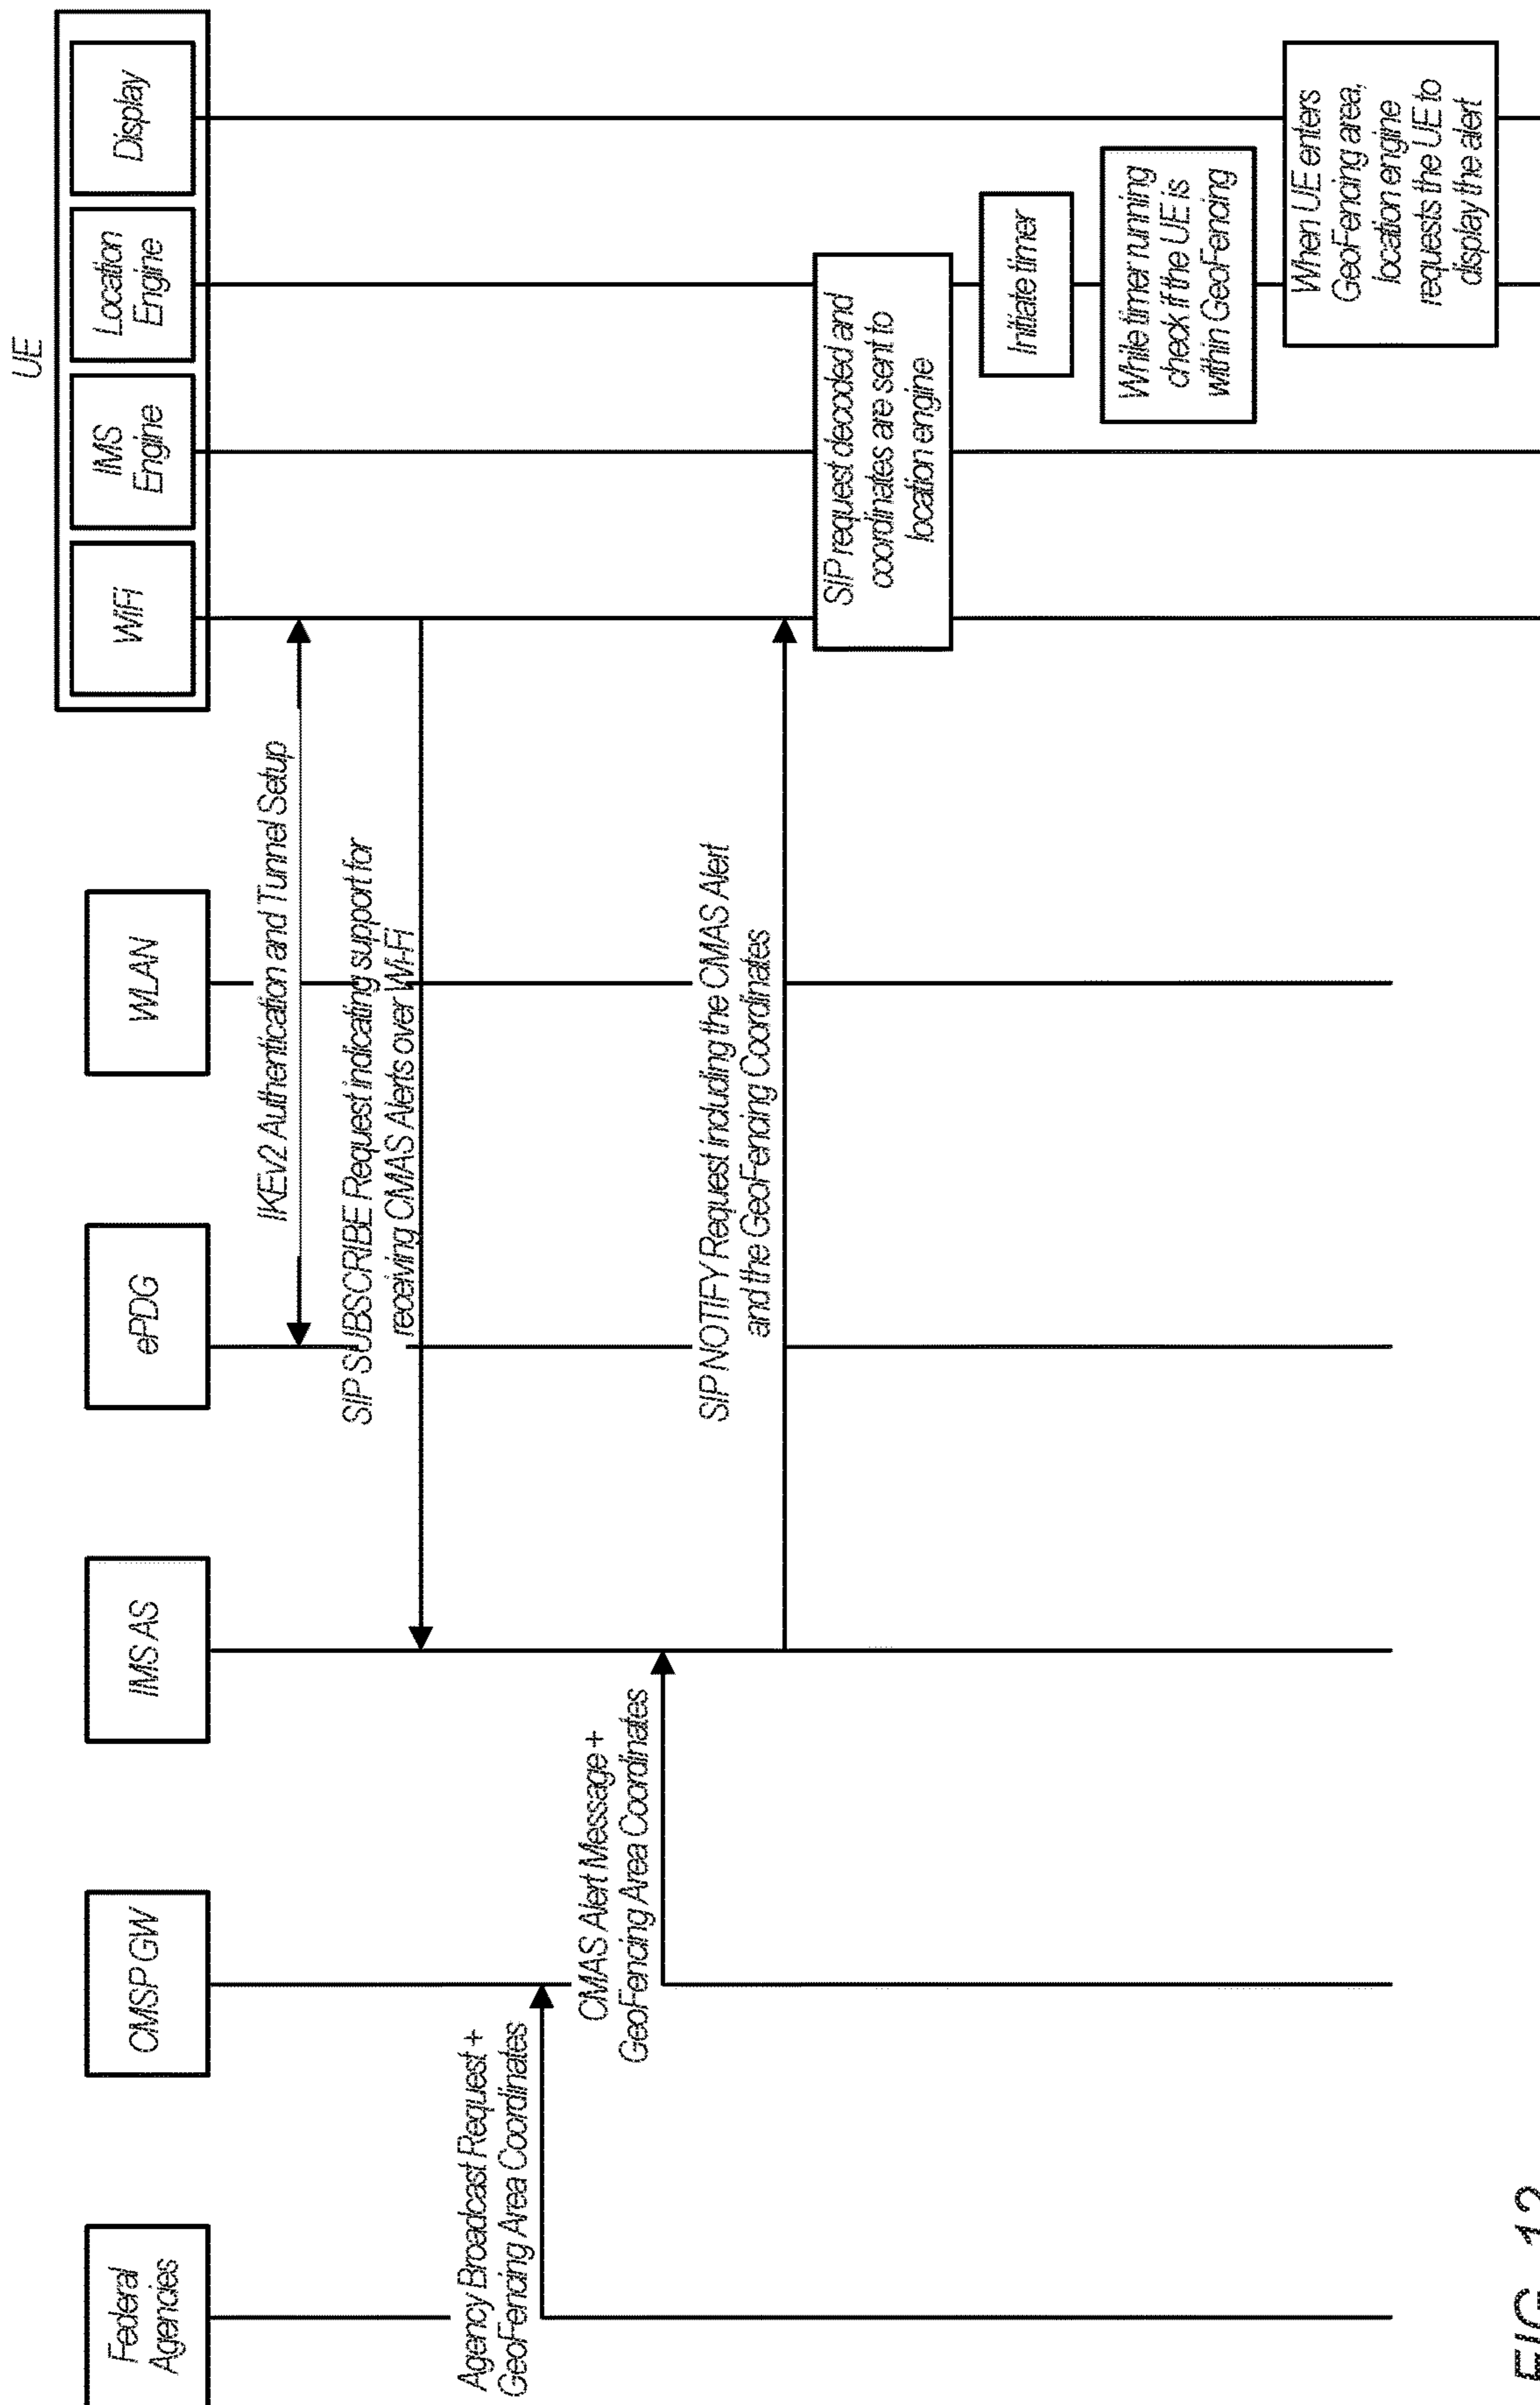 UE
Federal
Agencies
CMSP GW
IMS AS
ePDG
WLAN
WiFi
IMS
Engine
Location
Engine
Display
IKEv2 Authentication and Tunnel Setup
SIP SUBSCRIBE Request indicating support for
receiving CMAS Alerts over Wi-Fi
Agency Broadcast Request +
GeoFencing Area Coordinates
CMAS Alert Message +
GeoFencing Area Coordinates
SIP NOTIFY Request including the CMAS Alert
and the GeoFencing Coordinates
SIP request decoded and
coordinates are sent to
location engine
Initiate timer
While timer running
check if the UE is
within GeoFencing
When UE enters
GeoFencing area,
location engine
requests the UE to
display the alert
FIG. 12